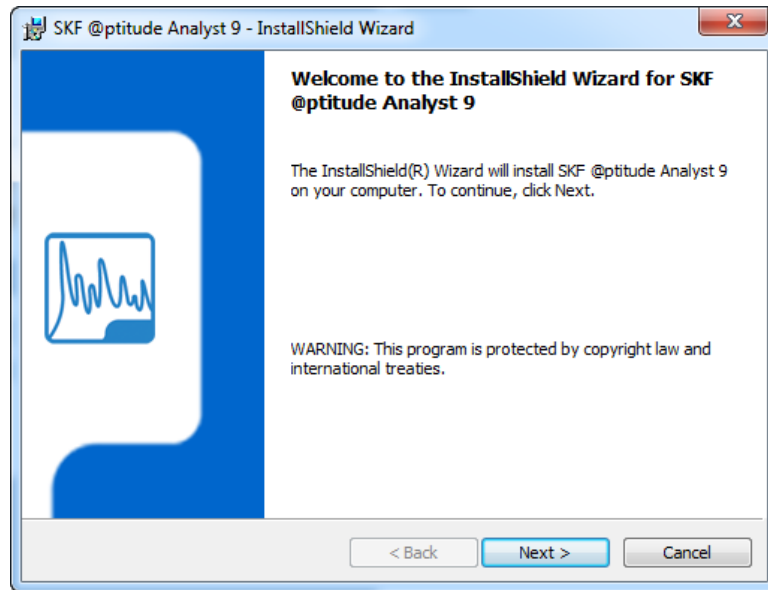 SKF @ptitude Analyst 9 - InstallShield Wizard
Welcome to the InstallShield Wizard for SKF
@ptitude Analyst 9
The InstallShield(R) Wizard will install SKF @ptitude Analyst 9
on your computer. To continue, click Next.
WARNING: This program is protected by copyright law and
international treaties.
< Back Next > Cancel